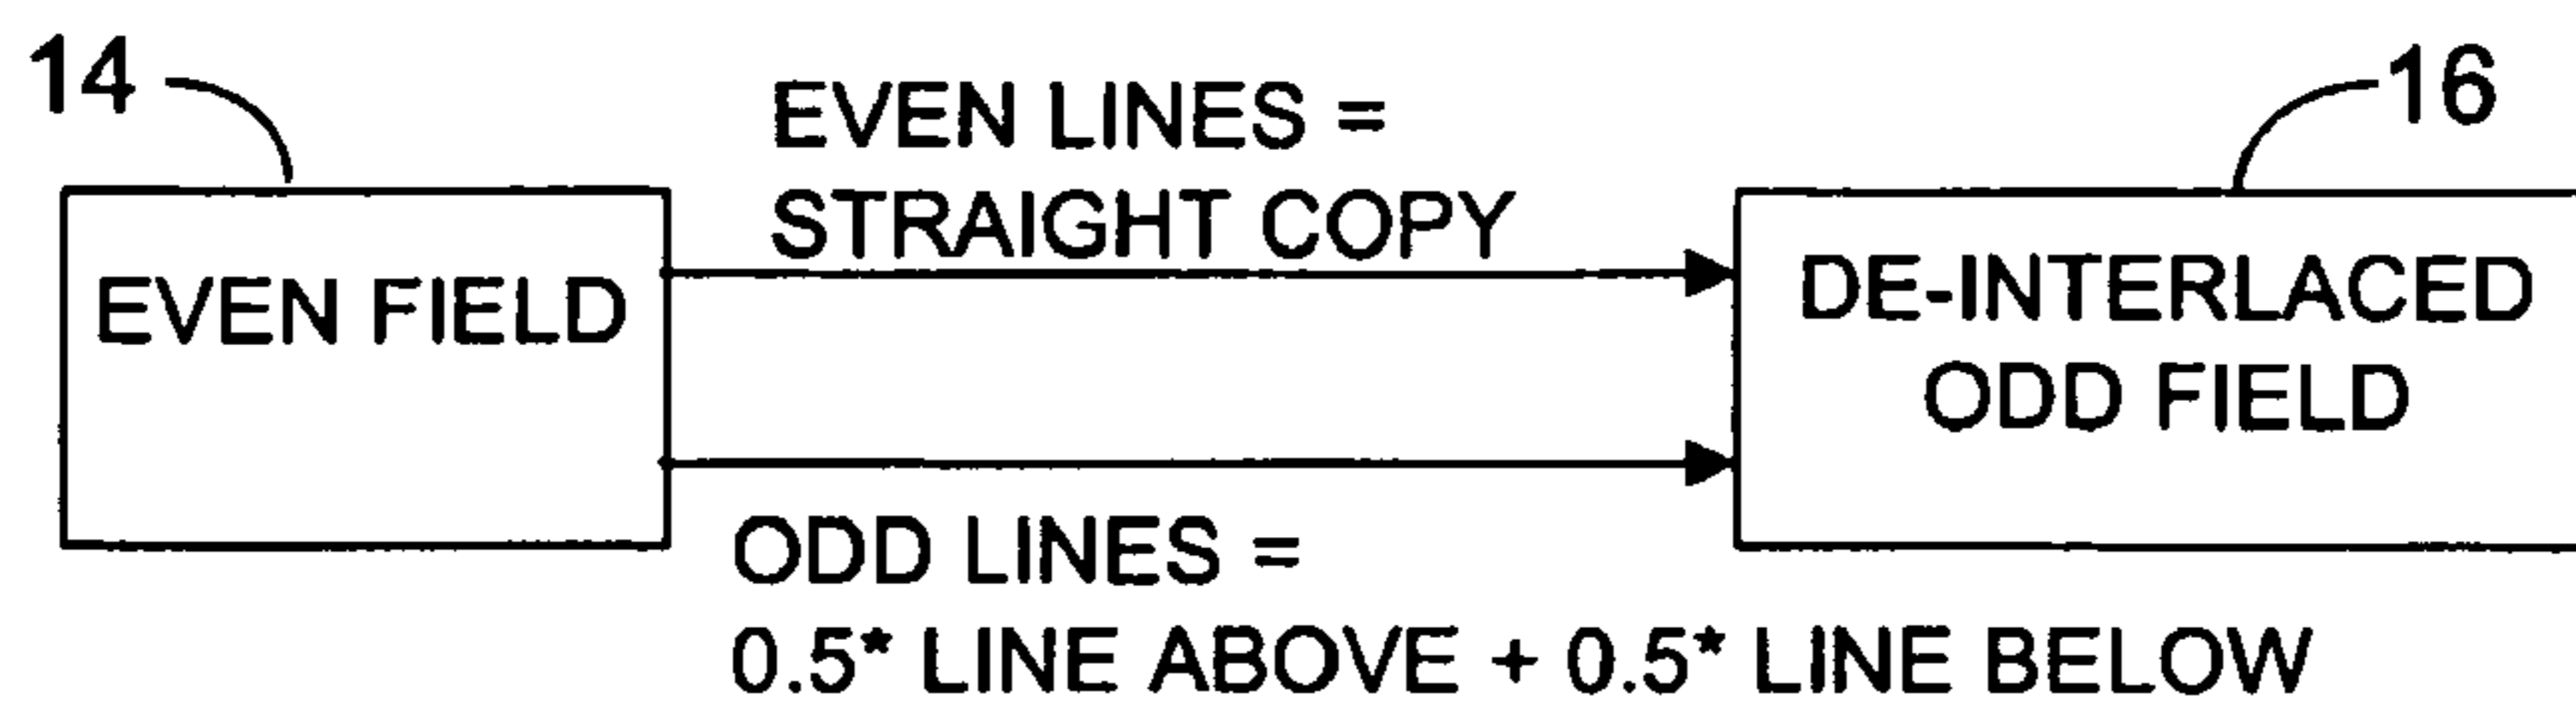 14
16
EVEN LINES =
STRAIGHT COPY
EVEN FIELD
DE-INTERLACED
ODD FIELD
ODD LINES =
0.5* LINE ABOVE + 0.5* LINE BELOW